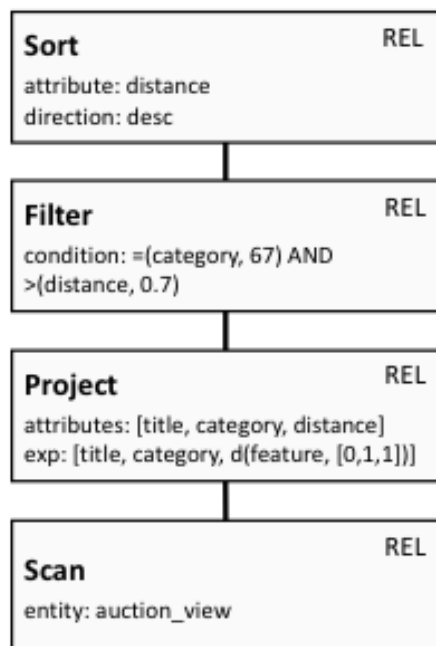 Sort REL
attribute: distance
direction: desc
Filter REL
condition: =(category, 67) AND
>(distance, 0.7)
Project REL
attributes: [title, category, distance]
exp: [title, category, d(feature, [0,1,1])]
Scan REL
entity: auction_view